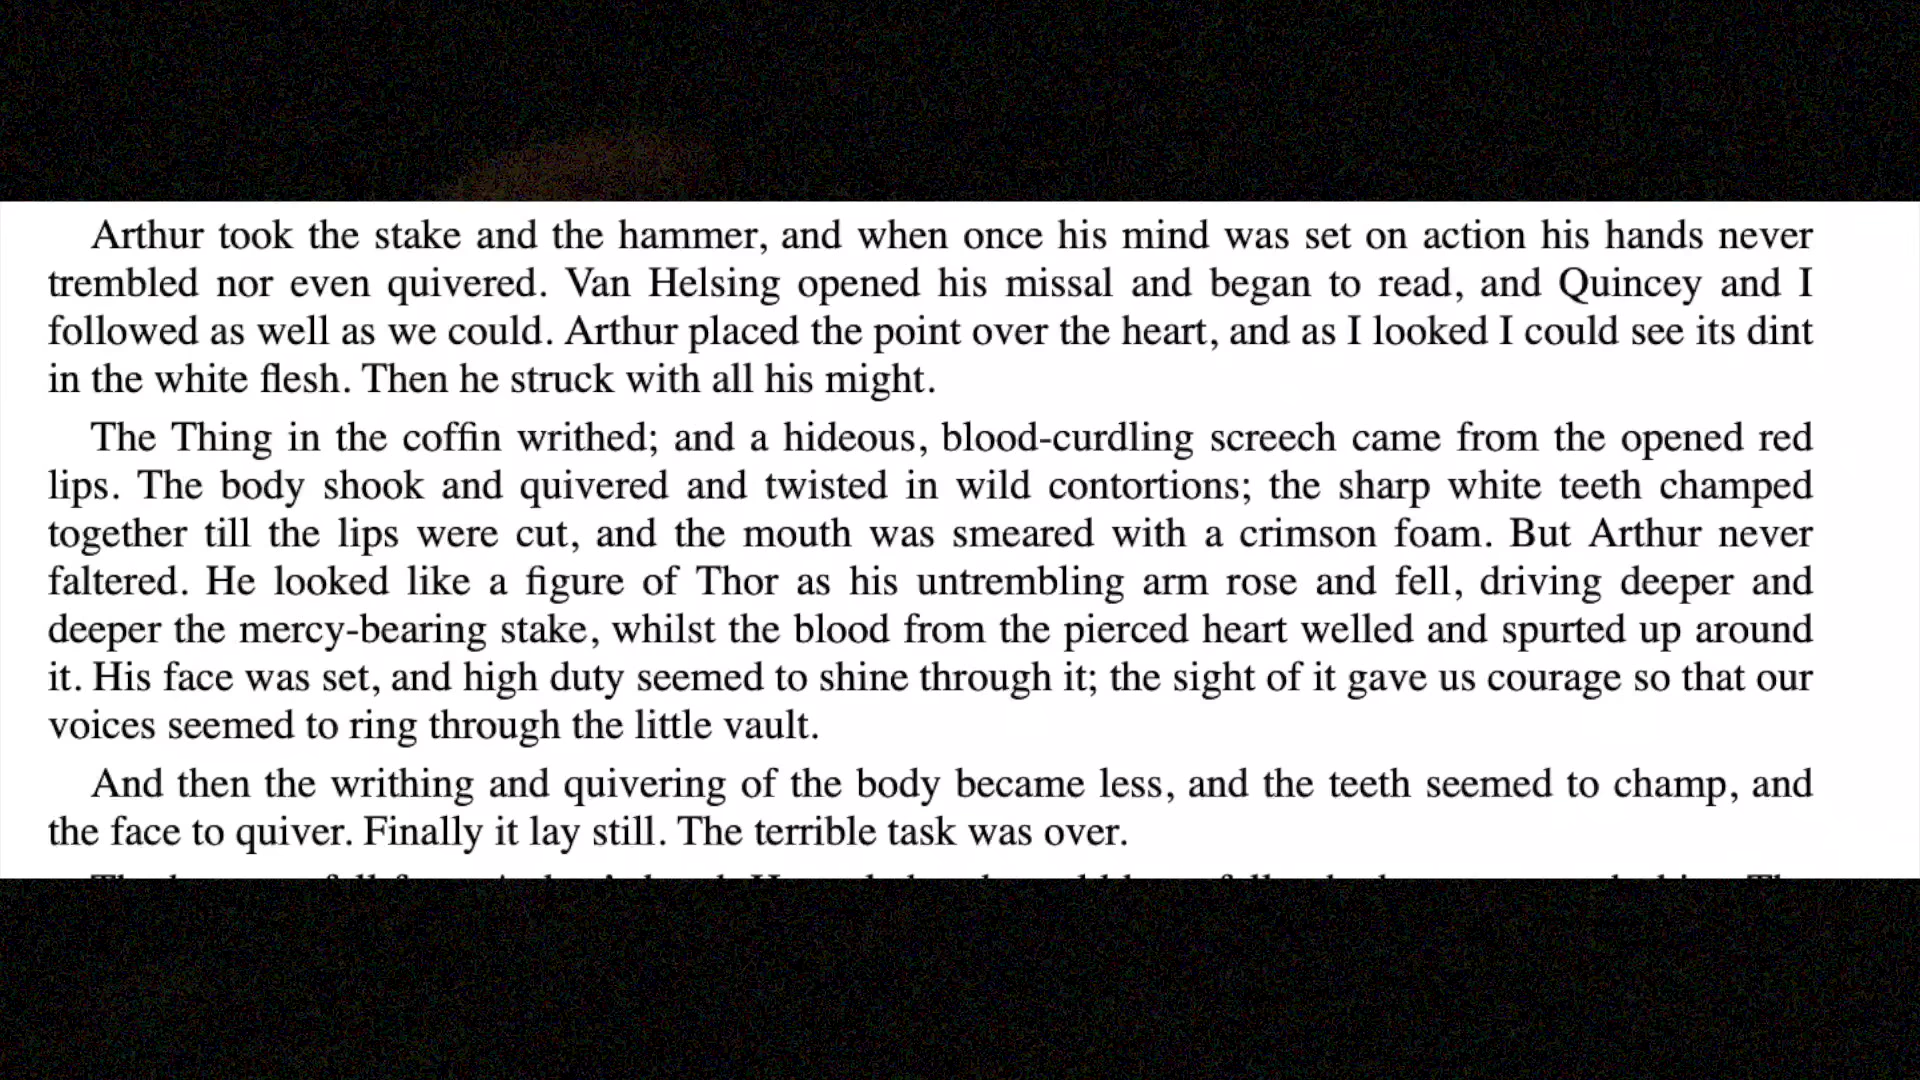 Arthur took the stake and the hammer, and when once his mind was set on action his hands never
trembled nor even quivered. Van Helsing opened his missal and began to read, and Quincey and I
followed as well as we could. Arthur placed the point over the heart, and as I looked I could see its dint
in the white flesh. Then he struck with all his might.
The Thing in the coffin writhed; and a hideous, blood-curdling screech came from the opened red
lips. The body shook and quivered and twisted in wild contortions; the sharp white teeth champed
together till the lips were cut, and the mouth was smeared with a crimson foam. But Arthur never
faltered. He looked like a figure of Thor as his untrembling arm rose and fell, driving deeper and
deeper the mercy-bearing stake, whilst the blood from the pierced heart welled and spurted up around
it. His face was set, and high duty seemed to shine through it; the sight of it gave us courage so that our
voices seemed to ring through the little vault.
And then the writhing and quivering of the body became less, and the teeth seemed to champ, and
the face to quiver. Finally it lay still. The terrible task was over.